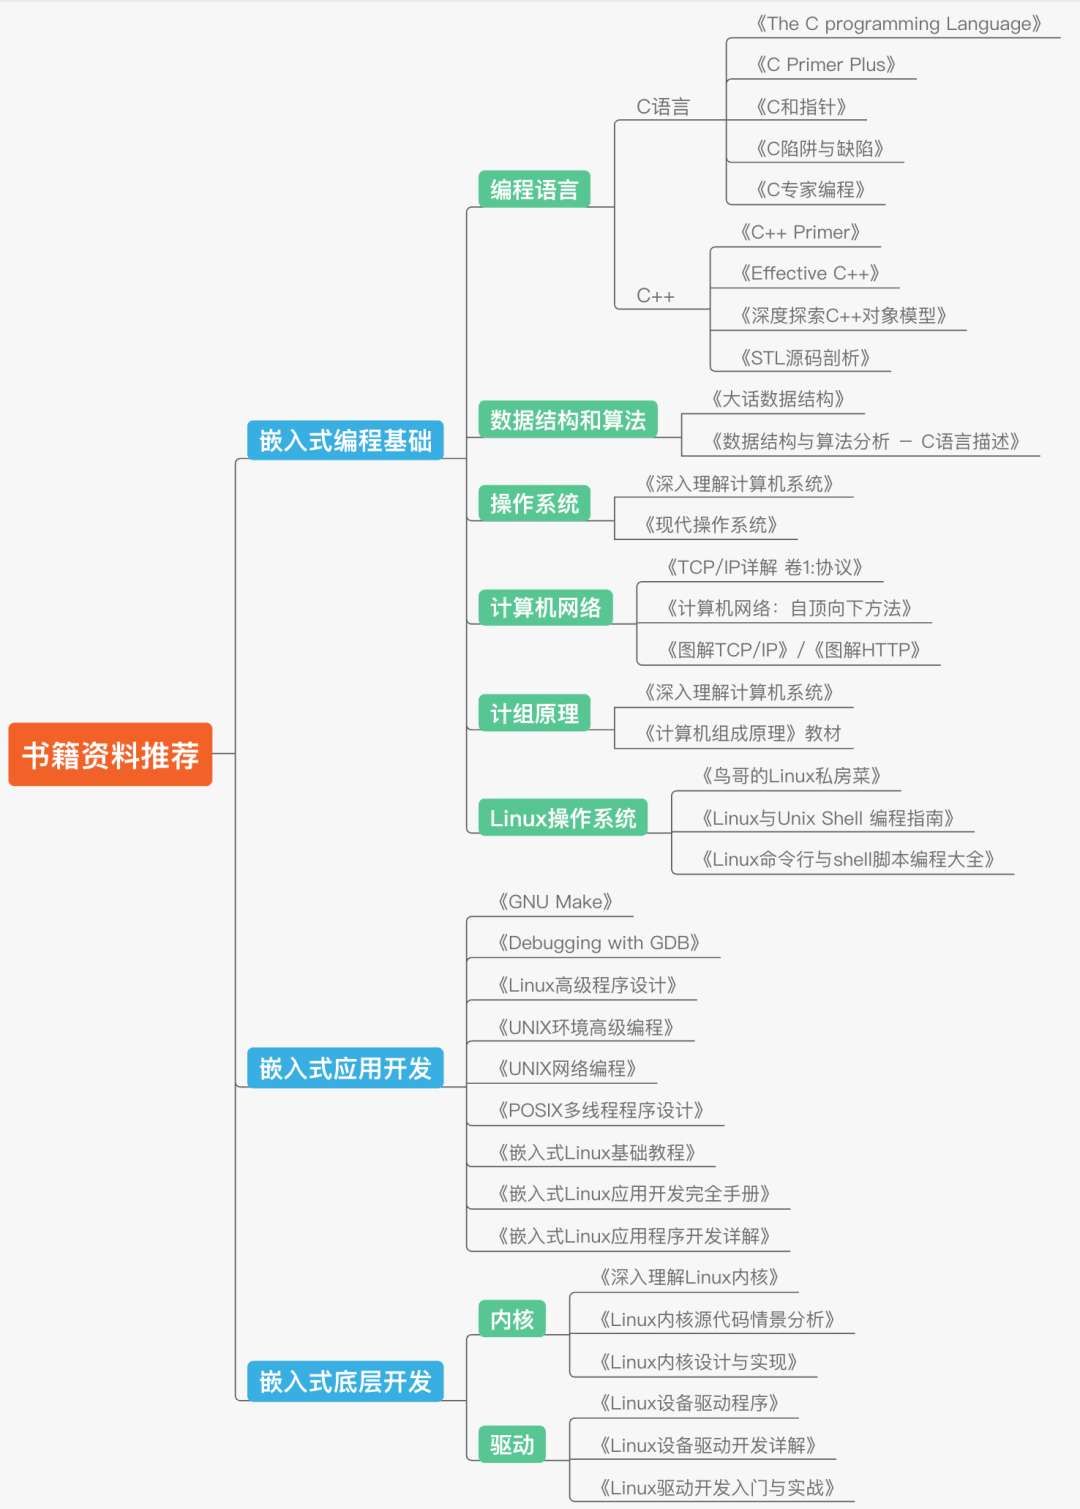 书籍资料推荐
嵌入式编程基础
编程语言
C语言
《The C programming Language》
《C Primer Plus》
《C和指针》
《C陷阱与缺陷》
《C专家编程》
C++
《C++ Primer》
《Effective C++》
《深度探索C++对象模型》
《STL源码剖析》
数据结构和算法
《大话数据结构》
《数据结构与算法分析 － C语言描述》
操作系统
《深入理解计算机系统》
《现代操作系统》
计算机网络
《TCP/IP详解 卷1:协议》
《计算机网络：自顶向下方法》
《图解TCP/IP》/《图解HTTP》
计组原理
《深入理解计算机系统》
《计算机组成原理》教材
Linux操作系统
《鸟哥的Linux私房菜》
《Linux与Unix Shell 编程指南》
《Linux命令行与shell脚本编程大全》
嵌入式应用开发
《GNU Make》
《Debugging with GDB》
《Linux高级程序设计》
《UNIX环境高级编程》
《UNIX网络编程》
《POSIX多线程程序设计》
《嵌入式Linux基础教程》
《嵌入式Linux应用开发完全手册》
《嵌入式Linux应用程序开发详解》
嵌入式底层开发
内核
《深入理解Linux内核》
《Linux内核源代码情景分析》
《Linux内核设计与实现》
驱动
《Linux设备驱动程序》
《Linux设备驱动开发详解》
《Linux驱动开发入门与实战》